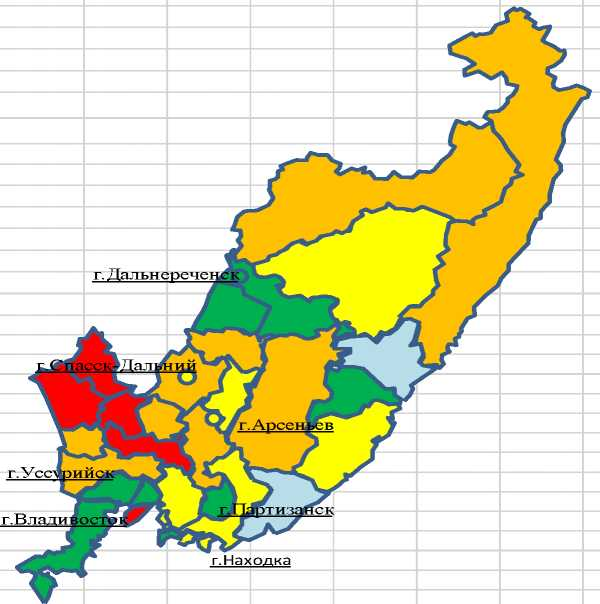 г.Дальнереченск
г.Спасск-Дальний
г.Арсеньев
г.Уссурийск
г.Партизанск
г.Владивосток
г.Находка